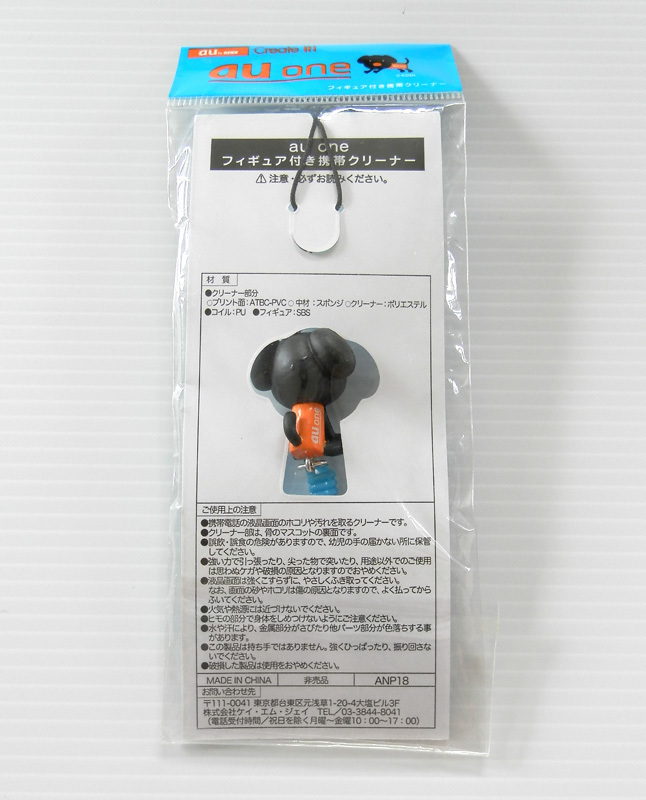 au by KDDI Create in
au one
©KDDI
フィギュア付き携帯クリーナー
au one
フィギュア付き携帯クリーナー
⚠注意・必ずお読みください。
材 質
●クリーナー部分
○プリント面：ATBC-PVC ○中材：スポンジ ○クリーナー：ポリエステル
●コイル：PU ●フィギュア：SBS
au one
ご使用上の注意
●携帯電話の液晶画面のホコリや汚れを取るクリーナーです。
●クリーナー部は、骨のマスコットの裏面です。
●誤飲・誤食の危険がありますので、幼児の手の届かない所に保管
してください。
●強い力で引っ張ったり、尖った物で突いたり、用途以外でのご使用
は思わぬケガや破損の原因となりますのでおやめください。
●液晶画面は強くこすらずに、やさしくふき取ってください。
なお、画面の砂やホコリは傷の原因となりますので、よく払ってから
ふいてください。
●火気や熱源には近づけないでください。
●ヒモの部分で身体をしめつけないようにご注意ください。
●水や汗により、金属部分がさびたり他パーツ部分が色落ちする事
があります。
●この製品は持ち手ではありません。強くひっぱったり、振り回さな
いでください。
●破損した製品は使用をおやめください。
MADE IN CHINA 非売品 ANP18
お問い合わせ先
〒111-0041 東京都台東区元浅草1-20-4大塩ビル3F
株式会社ケイ・エム・ジェイ TEL／03-3844-8041
（電話受付時間／祝日を除く月曜～金曜10：00～17：00）